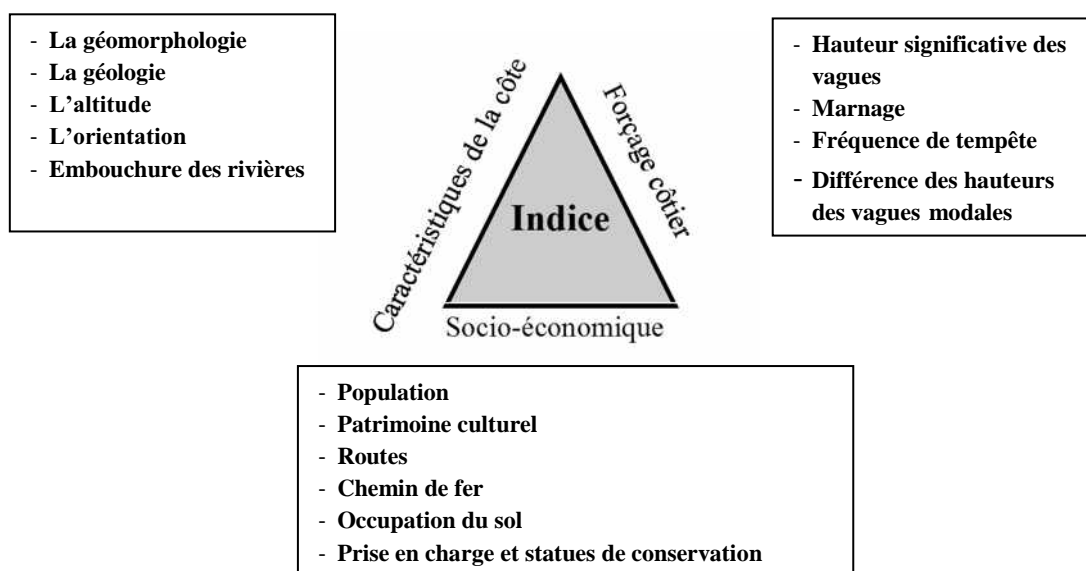 - La géomorphologie
- La géologie
- L'altitude
- L'orientation
- Embouchure des rivières
Caractéristiques de la côte
Indice
Forçage côtier
Socio-économique
- Hauteur significative des
vagues
- Marnage
- Fréquence de tempête
- Différence des hauteurs
des vagues modales
- Population
- Patrimoine culturel
- Routes
- Chemin de fer
- Occupation du sol
- Prise en charge et statues de conservation